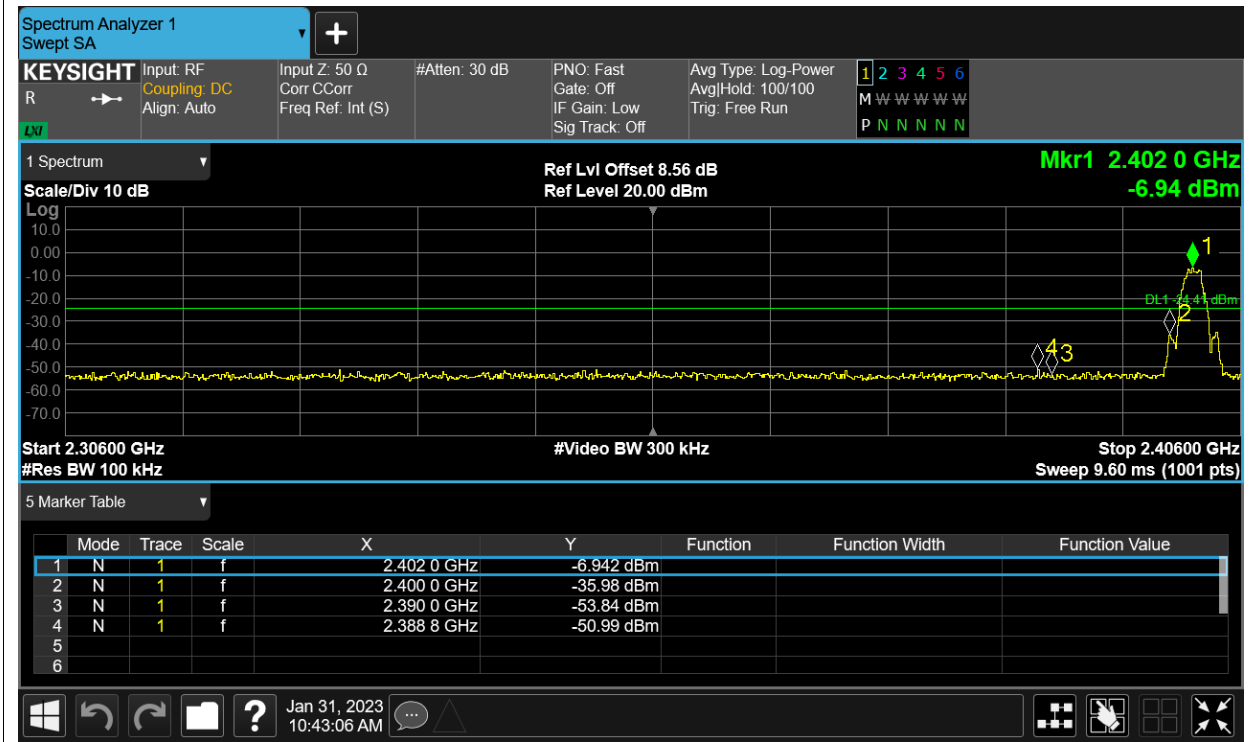 Spectrum Analyzer 1
Swept SA
KEYSIGHT
R
LXI
Input: RF
Coupling: DC
Align: Auto
Input Z: 50 Ω
Corr CCorr
Freq Ref: Int (S)
#Atten: 30 dB
PNO: Fast
Gate: Off
IF Gain: Low
Sig Track: Off
Avg Type: Log-Power
Avg|Hold: 100/100
Trig: Free Run
1 2 3 4 5 6
M W W W W W
P N N N N N
1 Spectrum
Scale/Div 10 dB
Ref Lvl Offset 8.56 dB
Ref Level 20.00 dBm
Mkr1 2.402 0 GHz
-6.94 dBm
Log
10.0
0.00
-10.0
-20.0
-30.0
-40.0
-50.0
-60.0
-70.0
1
DL1 -24.41 dBm
2
4 3
Start 2.30600 GHz
#Res BW 100 kHz
#Video BW 300 kHz
Stop 2.40600 GHz
Sweep 9.60 ms (1001 pts)
5 Marker Table
Mode Trace Scale X Y Function Function Width Function Value
1 N 1 f 2.402 0 GHz -6.942 dBm
2 N 1 f 2.400 0 GHz -35.98 dBm
3 N 1 f 2.390 0 GHz -53.84 dBm
4 N 1 f 2.388 8 GHz -50.99 dBm
5
6
?
Jan 31, 2023
10:43:06 AM